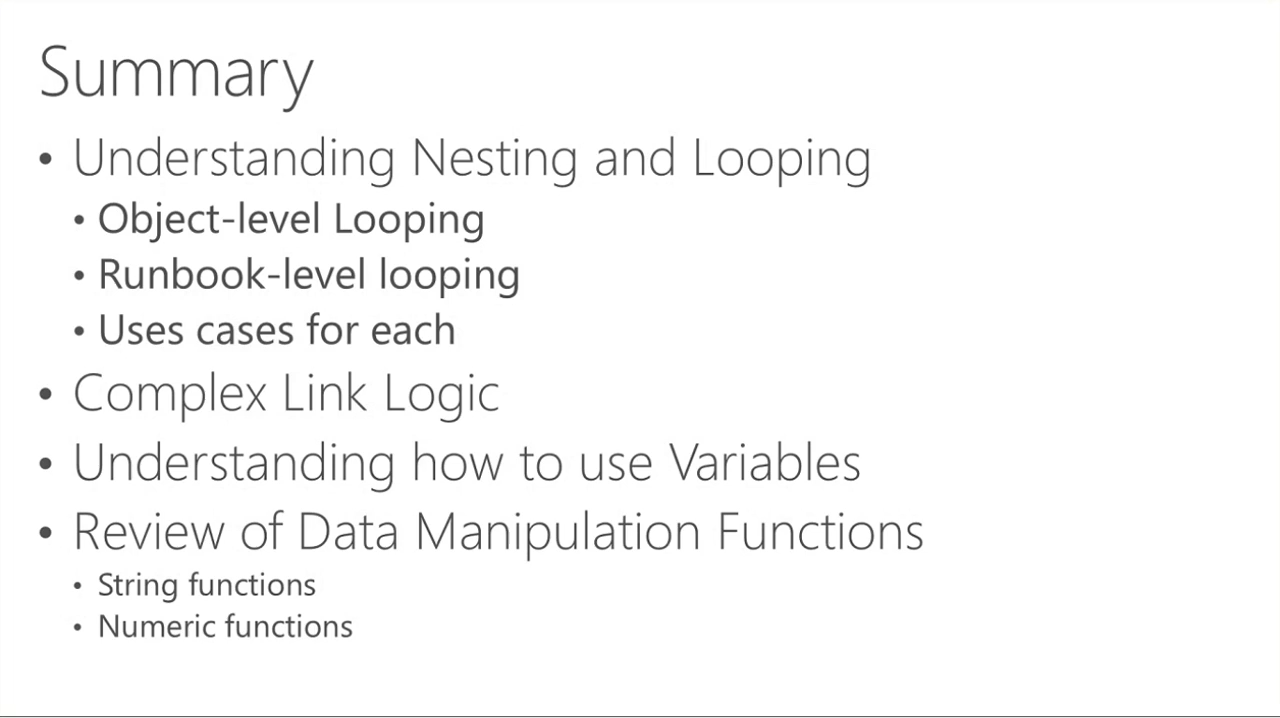 Summary
• Understanding Nesting and Looping
• Object-level Looping
• Runbook-level looping
• Uses cases for each
• Complex Link Logic
• Understanding how to use Variables
• Review of Data Manipulation Functions
• String functions
• Numeric functions